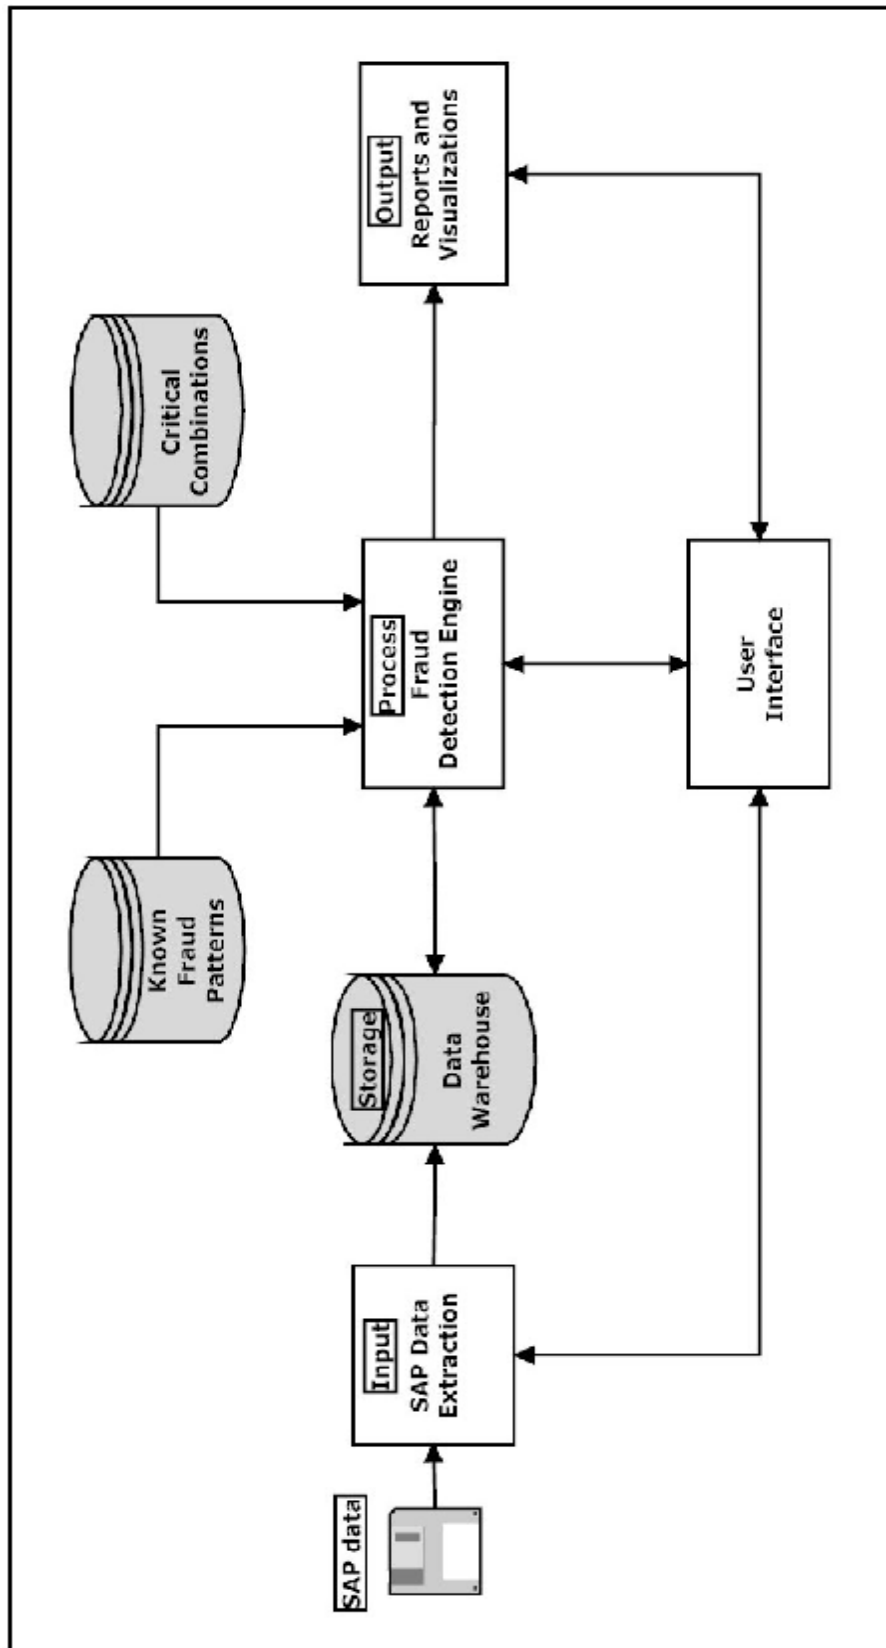 Known
Fraud
Patterns
Critical
Combinations
SAP data
Input
SAP Data
Extraction
Storage
Data
Warehouse
Process
Fraud
Detection Engine
Output
Reports and
Visualizations
User
Interface